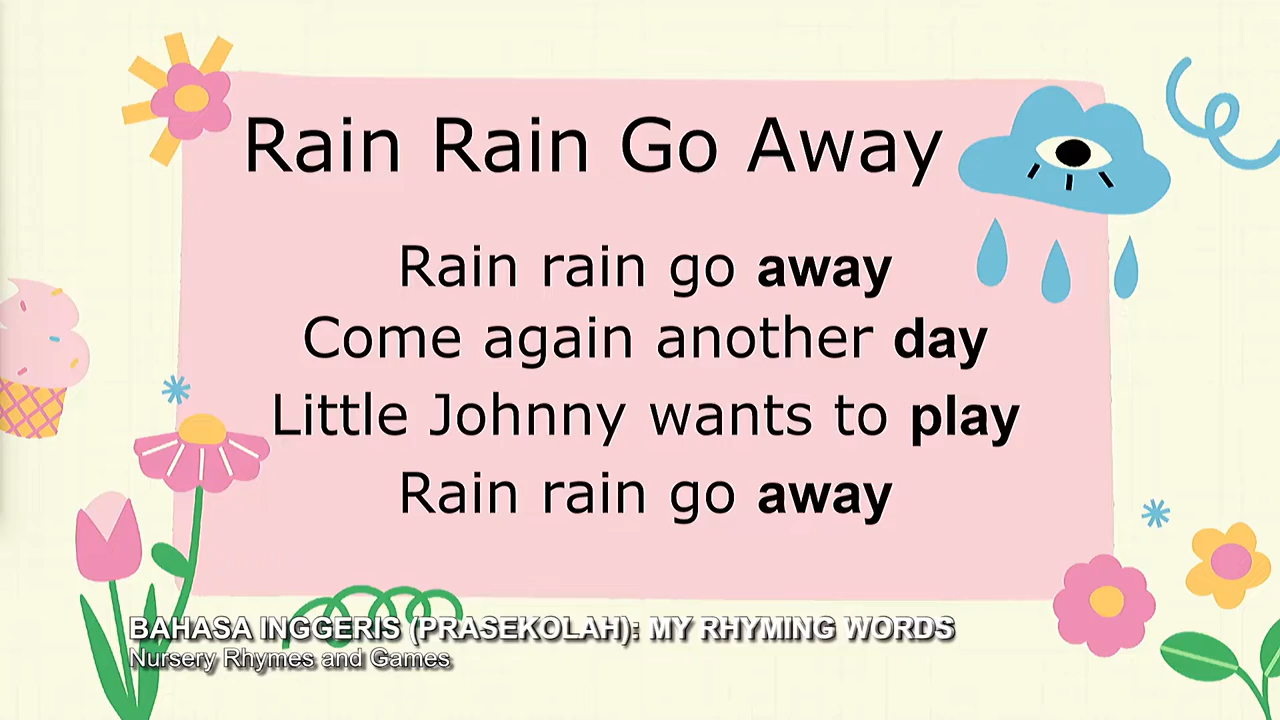 Rain Rain Go Away
Rain rain go away
Come again another day
Little Johnny wants to play
Rain rain go away
BAHASA INGGERIS (PRASEKOLAH): MY RHYMING WORDS
Nursery Rhymes and Games